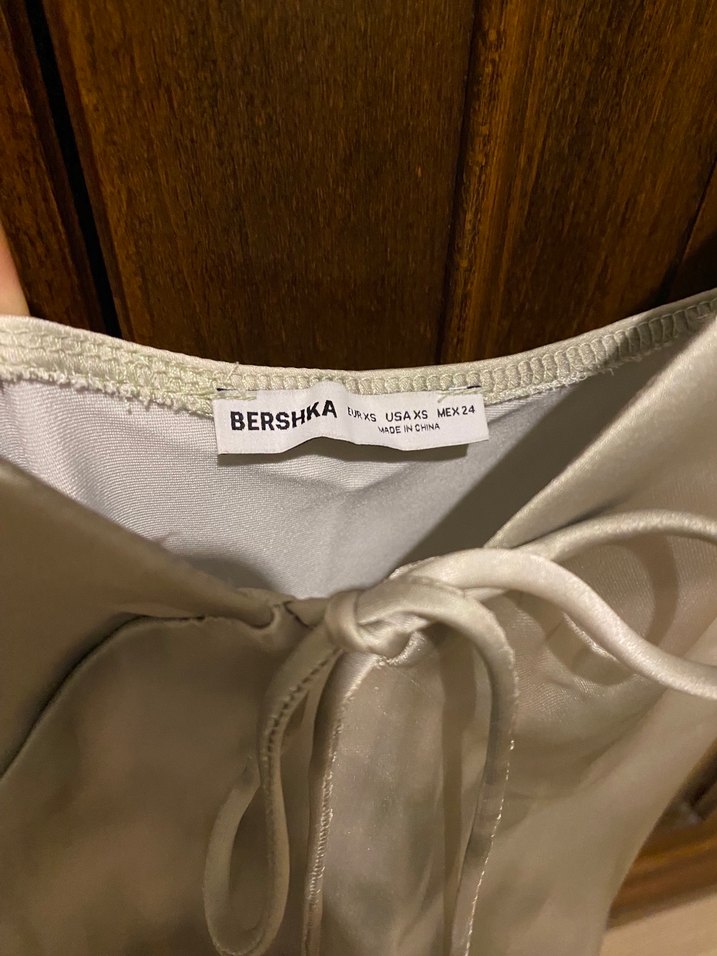 BERSHKA EUR XS USA XS MEX 24
MADE IN CHINA